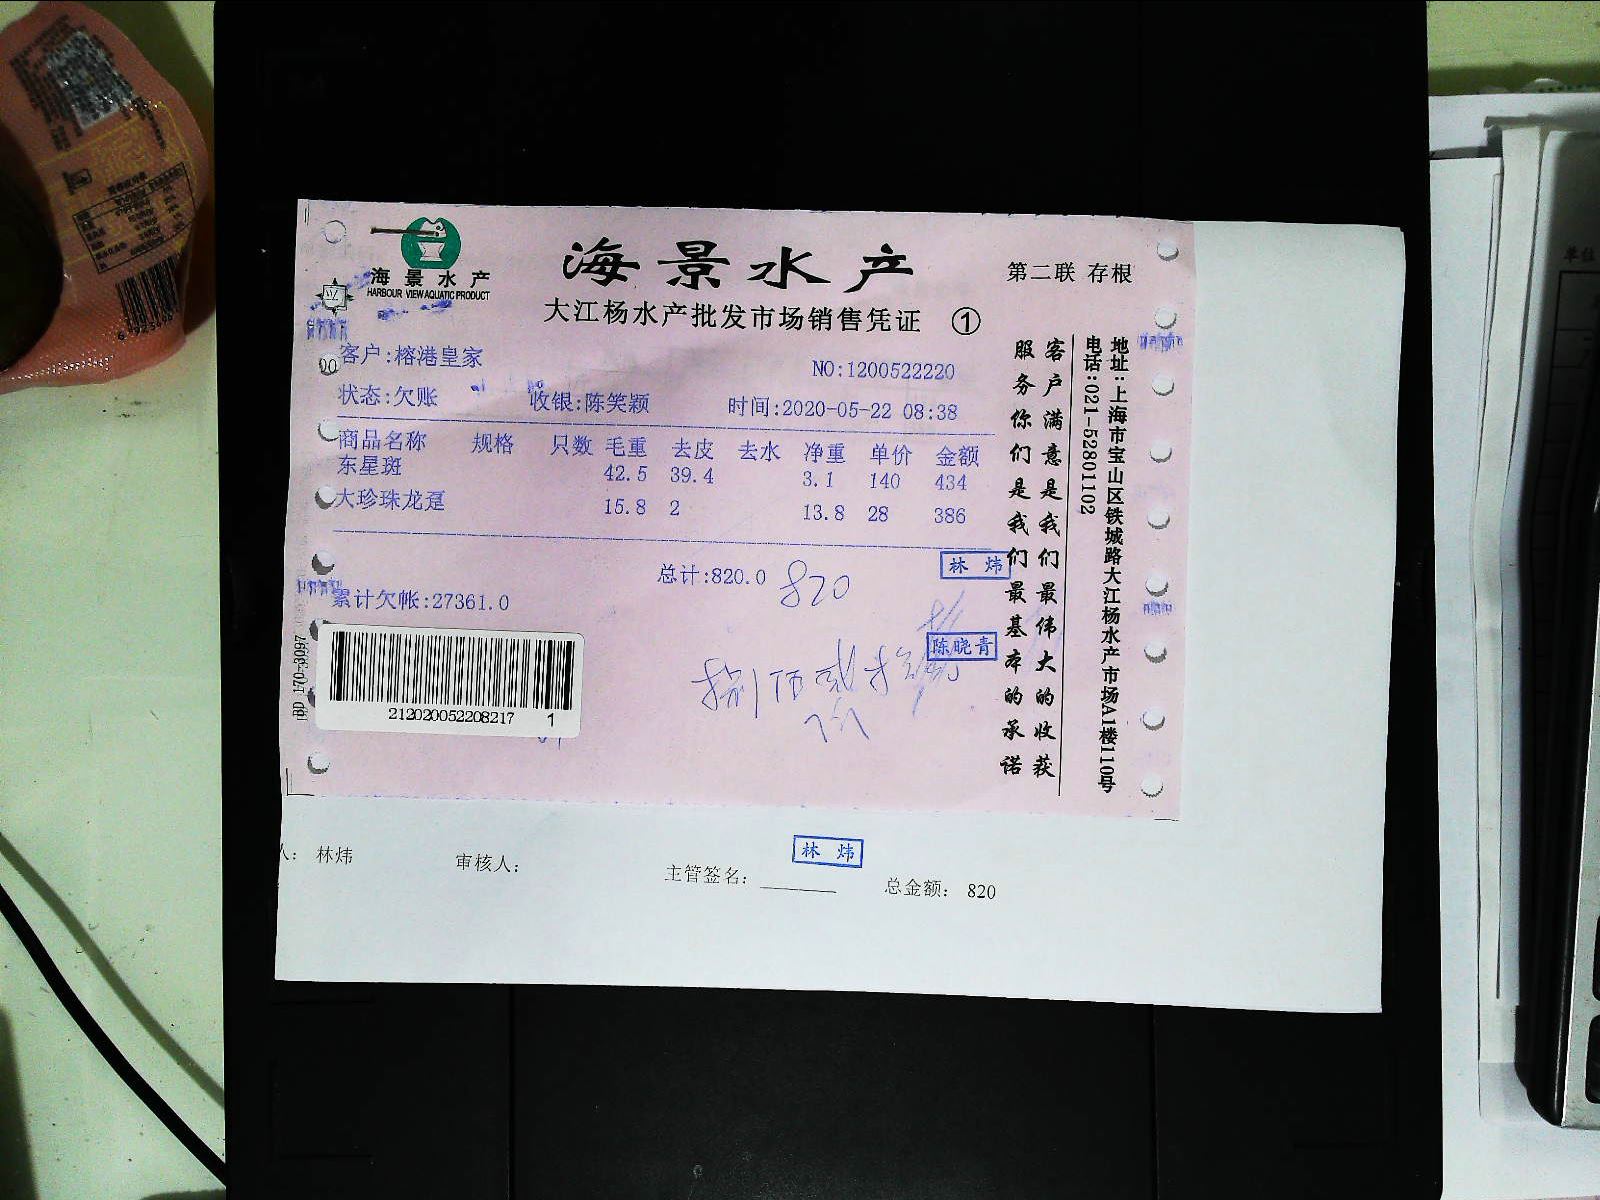 海景水产
HARBOUR VIEW AQUATIC PRODUCT
海景水产
第二联 存根
大江杨水产批发市场销售凭证 ①
客户:榕港皇家
NO:1200522220
状态:欠账 收银:陈笑颖 时间:2020-05-22 08:38
商品名称 规格 只数 毛重 去皮 去水 净重 单价 金额
东星斑 42.5 39.4 3.1 140 434
大珍珠龙趸 15.8 2 13.8 28 386
总计:820.0 820
林炜
累计欠帐:27361.0
陈晓青
捌佰贰拾
212020052208217 1
客户满意是我们最伟大的收获
服务你们是我们最基本的承诺
地址:上海市宝山区铁城路大江杨水产市场A1楼110号
电话:021-52801102
林炜
人: 林炜 审核人: 主管签名: 总金额: 820